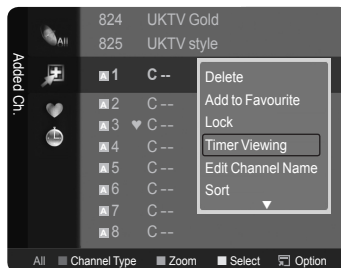 824 UKTV Gold
825 UKTV style
All
Added Ch.
A 1 C --
A 2 C --
A 3 ♥ C --
A 4 C --
A 5 C --
A 6 C --
A 7 C --
A 8 C --
Delete
Add to Favourite
Lock
Timer Viewing
Edit Channel Name
Sort
All Channel Type Zoom Select Option